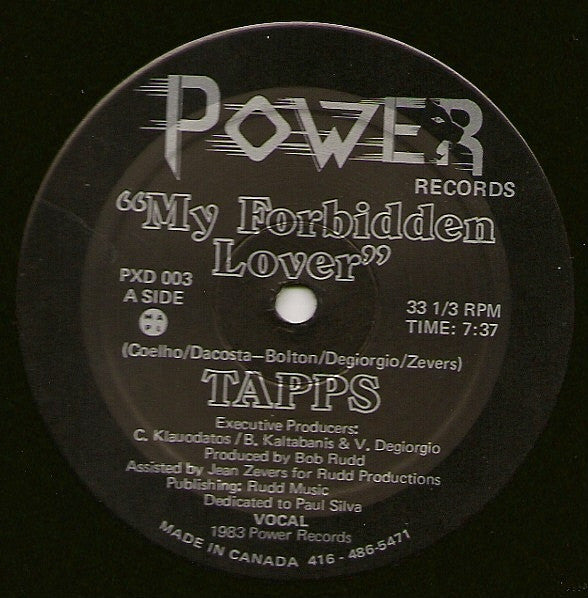 POWER
RECORDS
"My Forbidden
Lover"
PXD 003
A SIDE
MAPL
33 1/3 RPM
TIME: 7:37
(Coelho/Dacosta–Bolton/Degiorgio/Zevers)
TAPPS
Executive Producers:
C. Klauodatos/B. Kaltabanis & V. Degiorgio
Produced by Bob Rudd
Assisted by Jean Zevers for Rudd Productions
Publishing: Rudd Music
Dedicated to Paul Silva
VOCAL
1983 Power Records
MADE IN CANADA 416-486-5471